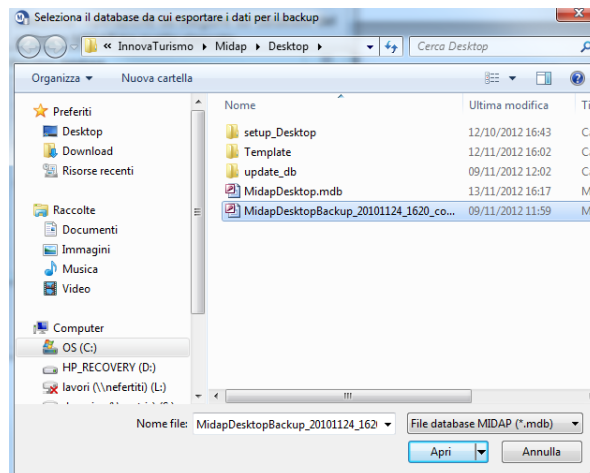 Seleziona il database da cui esportare i dati per il backup
« InnovaTurismo Midap Desktop Cerca Desktop
Organizza Nuova cartella
Preferiti
Desktop
Download
Risorse recenti
Raccolte
Documenti
Immagini
Musica
Video
Computer
OS (C:)
HP_RECOVERY (D:)
lavori (\\nefertiti) (L:)
Nome Ultima modifica
setup_Desktop 12/10/2012 16:43
Template 12/11/2012 16:02
update_db 09/11/2012 12:02
MidapDesktop.mdb 13/11/2012 16:17
MidapDesktopBackup_20101124_1620_co... 09/11/2012 11:59
Nome file: MidapDesktopBackup_20101124_162 File database MIDAP (*.mdb)
Apri Annulla